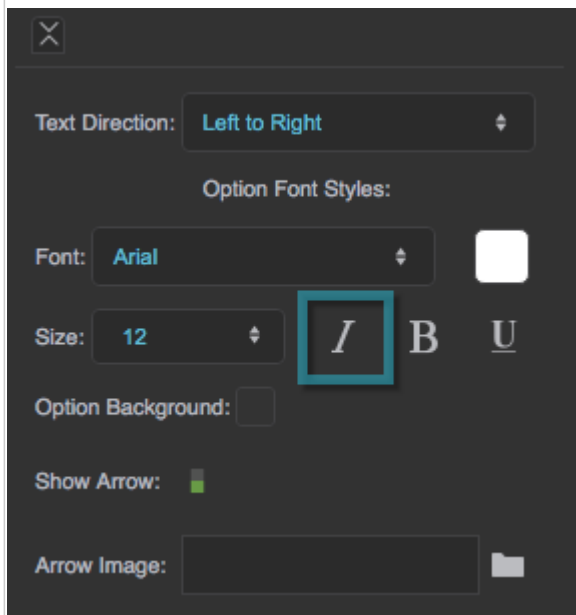 Text Direction: Left to Right
Option Font Styles:
Font: Arial
Size: 12 I B U
Option Background:
Show Arrow:
Arrow Image: